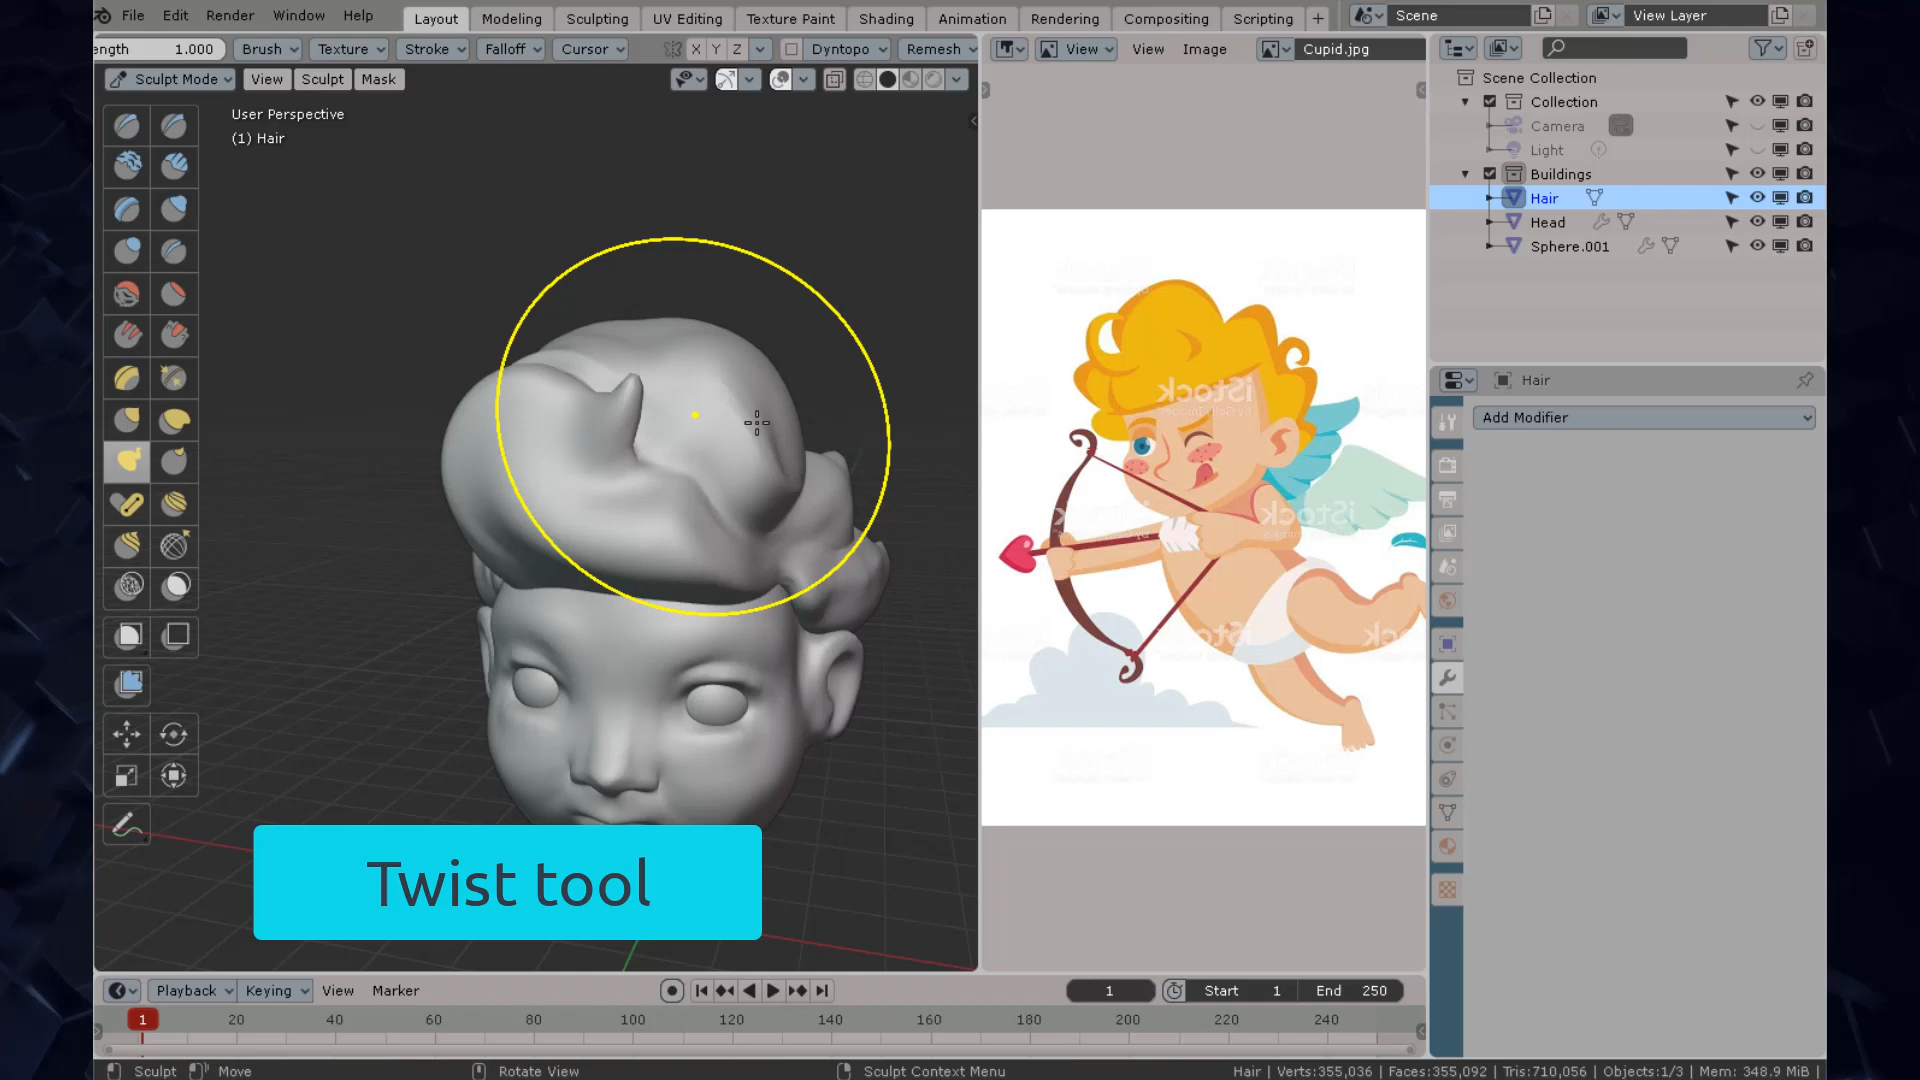 File Edit Render Window Help
Layout Modeling Sculpting UV Editing Texture Paint Shading Animation Rendering Compositing Scripting +
Scene
View Layer
ength 1.000 Brush Texture Stroke Falloff Cursor X Y Z Dyntopo Remesh
View View Image Cupid.jpg
Sculpt Mode View Sculpt Mask
User Perspective
(1) Hair
Scene Collection
Collection
Camera
Light
Buildings
Hair
Head
Sphere.001
Hair
Add Modifier
iStock
iStock
iStock
Twist tool
Playback Keying View Marker
1 Start 1 End 250
1 20 40 60 80 100 120 140 160 180 200 220 240
Sculpt Move Rotate View Sculpt Context Menu
Hair | Verts:355,036 | Faces:355,092 | Tris:710,056 | Objects:1/3 | Mem: 348.9 MiB |